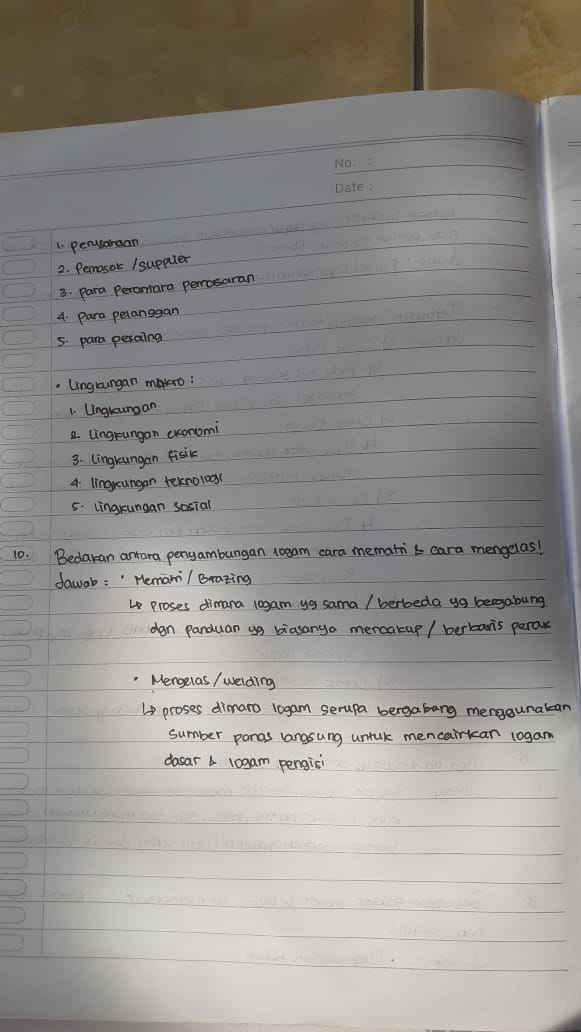 No. :
Date :
1. perusahaan
2. Pemasok / supplier
3. para Perantara pemasaran
4. para pelanggan
5. para pesaing
• Lingkungan makro :
1. Lingkungan
2. lingkungan ekonomi
3. lingkungan fisik
4. lingkungan teknologi
5. lingkungan sosial
10. Bedakan antara penyambungan logam cara mematri & cara mengelas!
Jawab : • Mematri / Brazing
↳ proses dimana logam yg sama / berbeda yg bergabung
dgn panduan yg biasanya mencakup / berbasis perak
• Mengelas / welding
↳ proses dimana logam serupa bergabang menggunakan
sumber panas langsung untuk mencairkan logam
dasar & logam pengisi